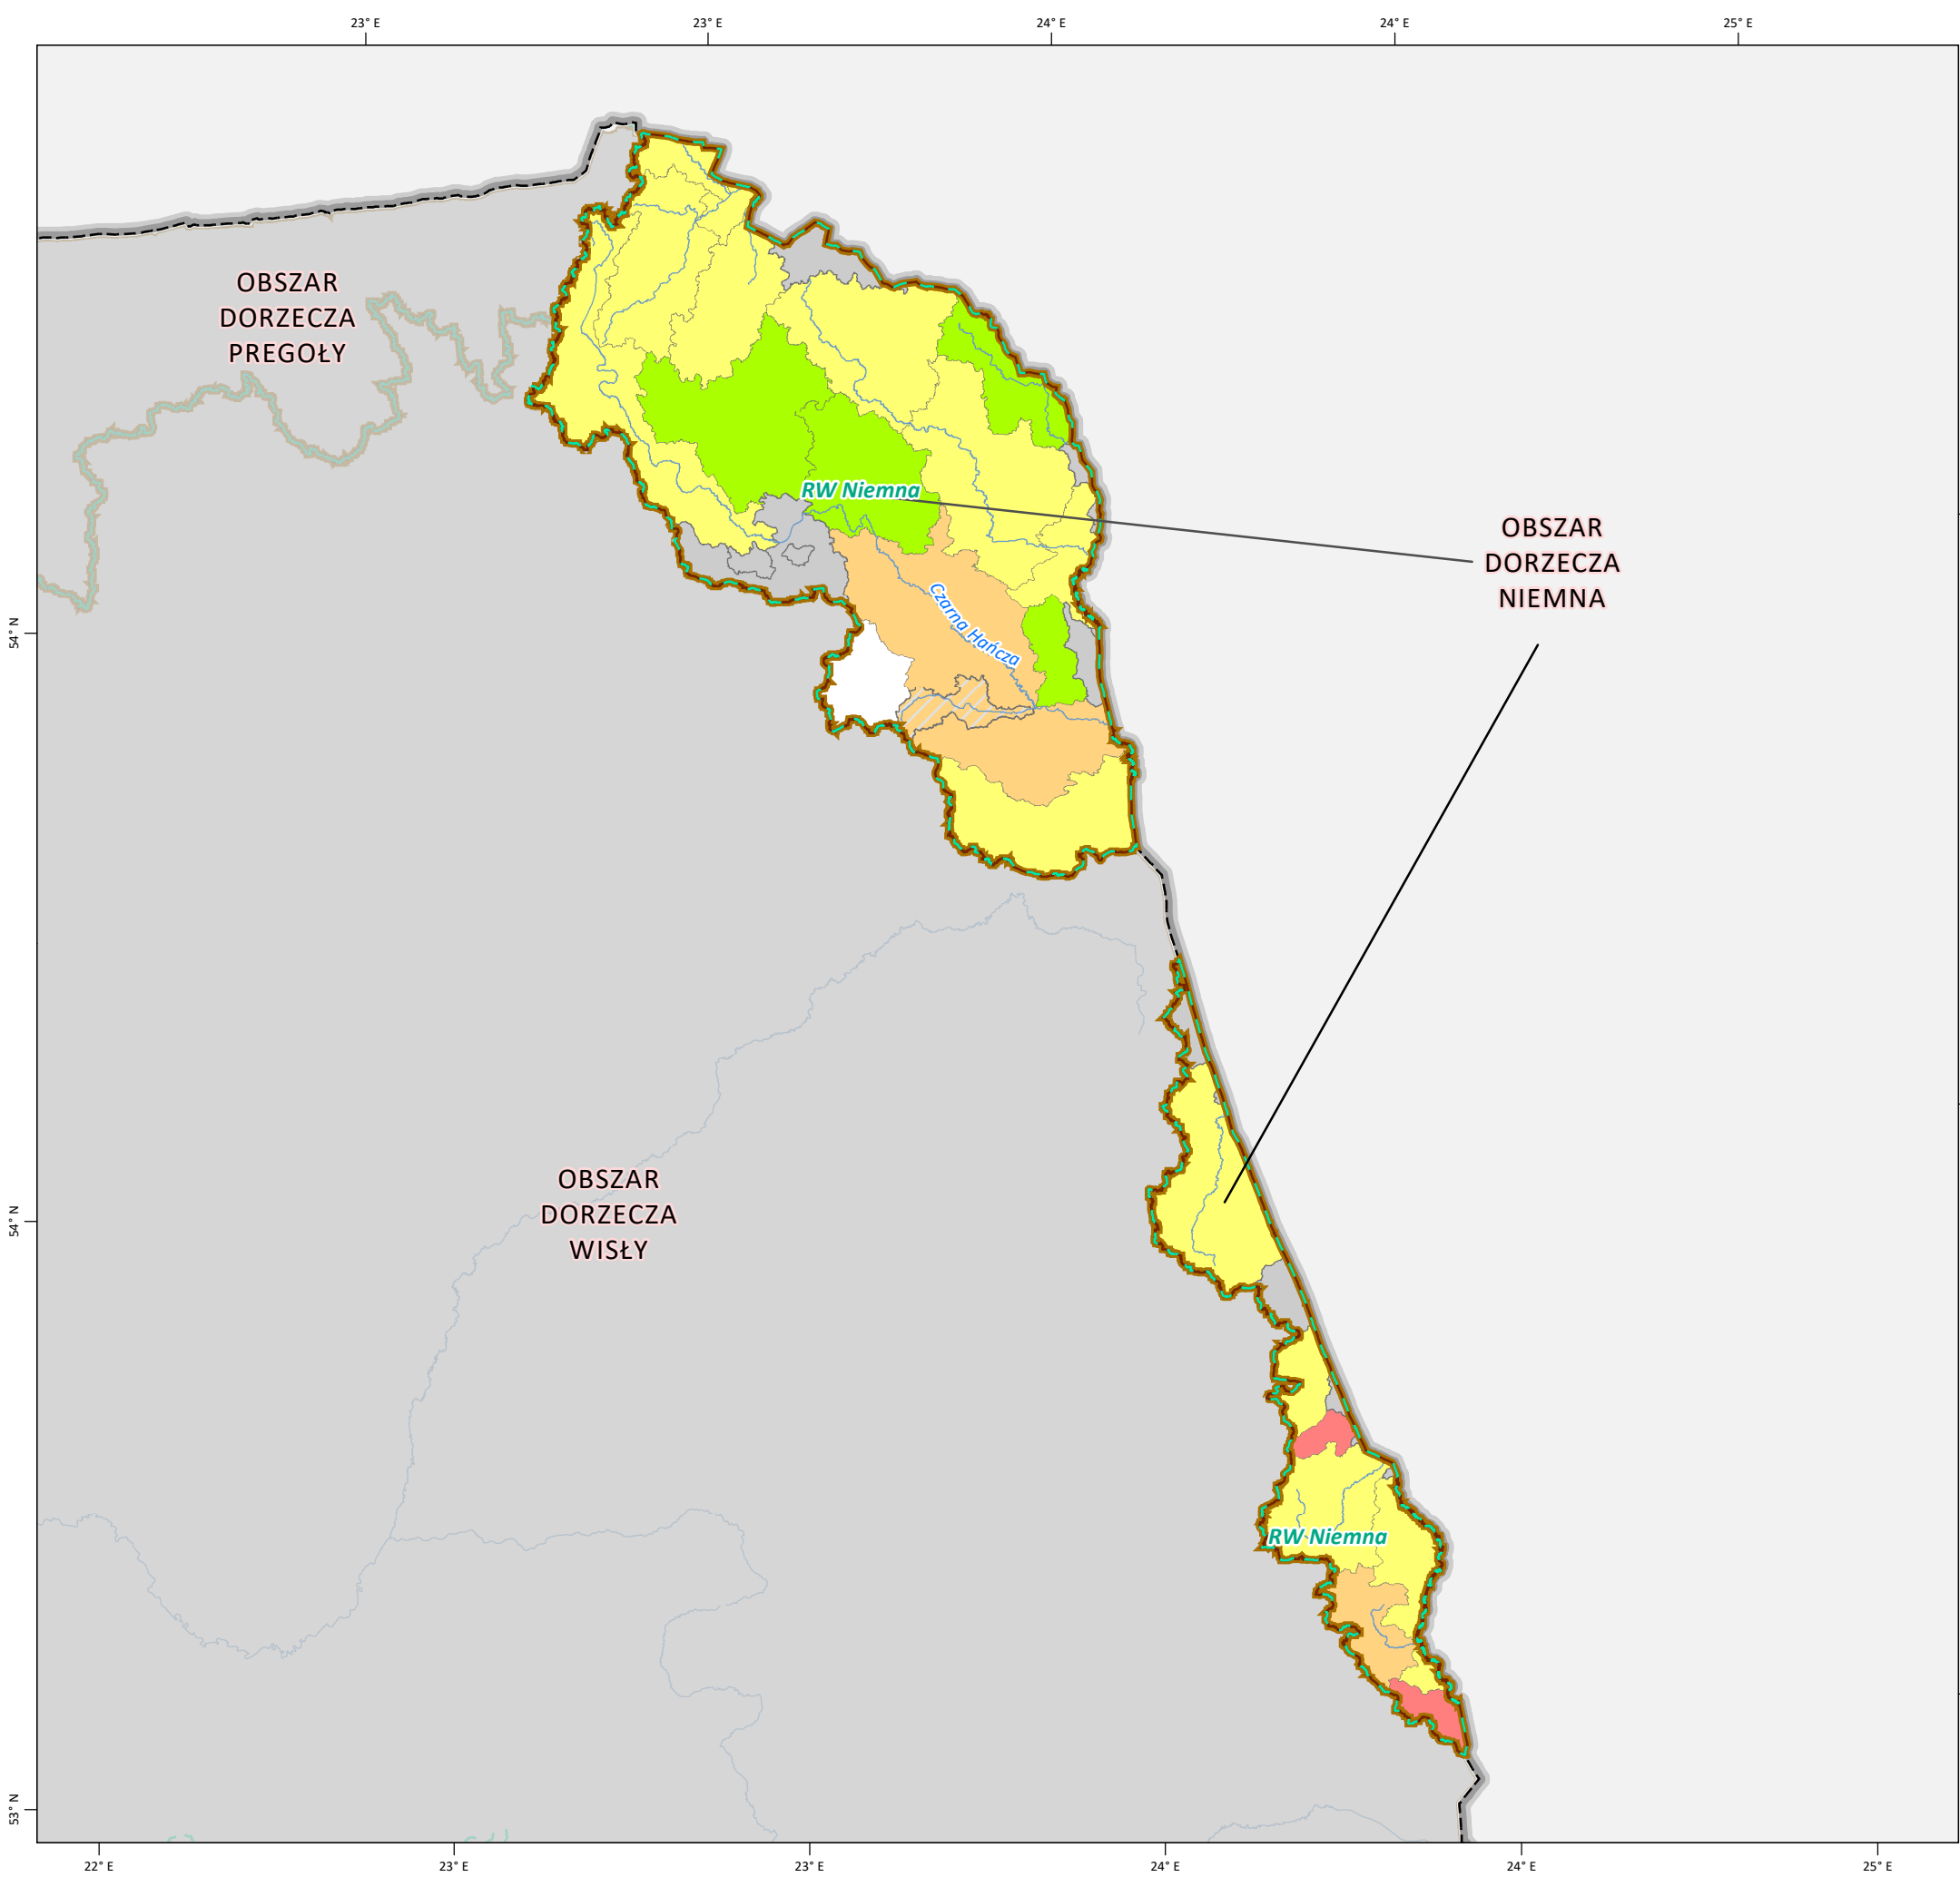 23° E
23° E
24° E
24° E
25° E
OBSZAR
DORZECZA
PREGOŁY
RW Niemna
OBSZAR
DORZECZA
NIEMNA
Czarna Hańcza
54° N
OBSZAR
DORZECZA
WISŁY
54° N
RW Niemna
53° N
22° E
23° E
23° E
24° E
24° E
25° E